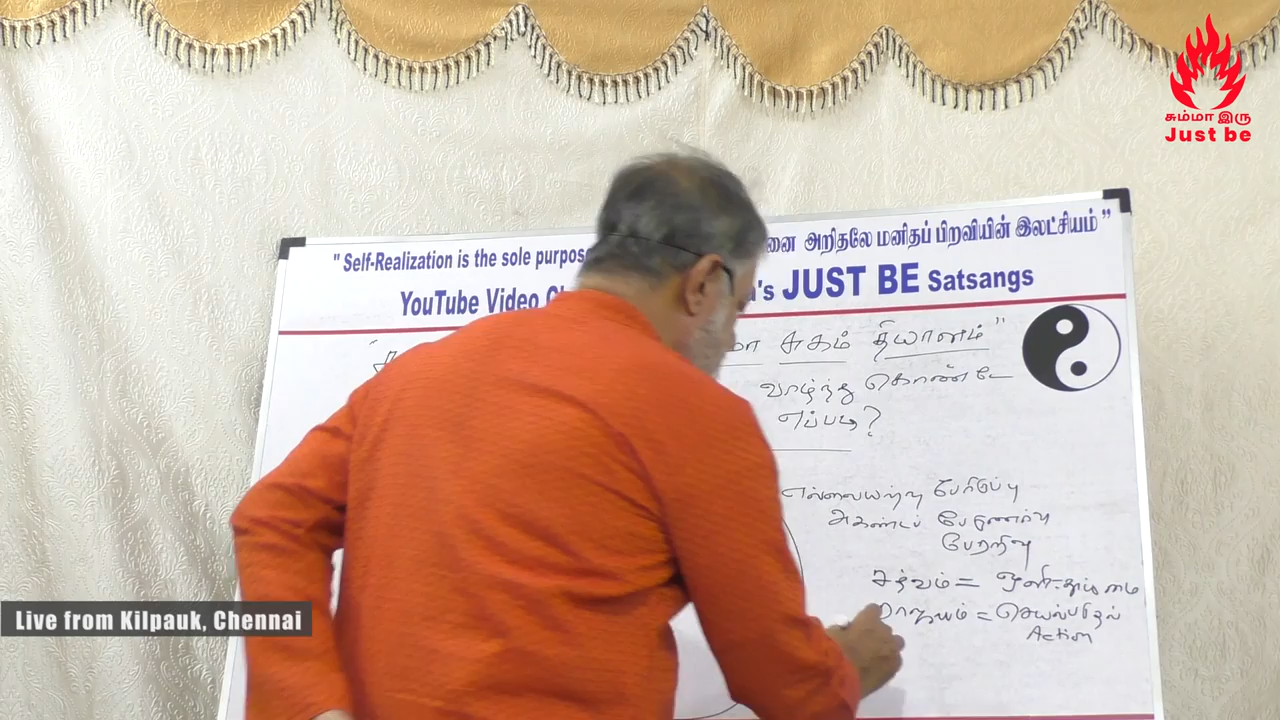 சும்மா இரு
Just be
" Self-Realization is the sole purpos
னை அறிதலே மனிதப் பிறவியின் இலட்சியம் "
YouTube Video
's JUST BE Satsangs
மா சுகம் தியானம் "
வாழ்ந்து கொண்டே
எப்படி?
எல்லையற்ற பேரிருப்பு
அகண்ட பேருணர்வு
பேரறிவு
சத்வம் = ஒளி-தூய்மை
ராஜயம் = செயல்படுதல்
Action
Live from Kilpauk, Chennai